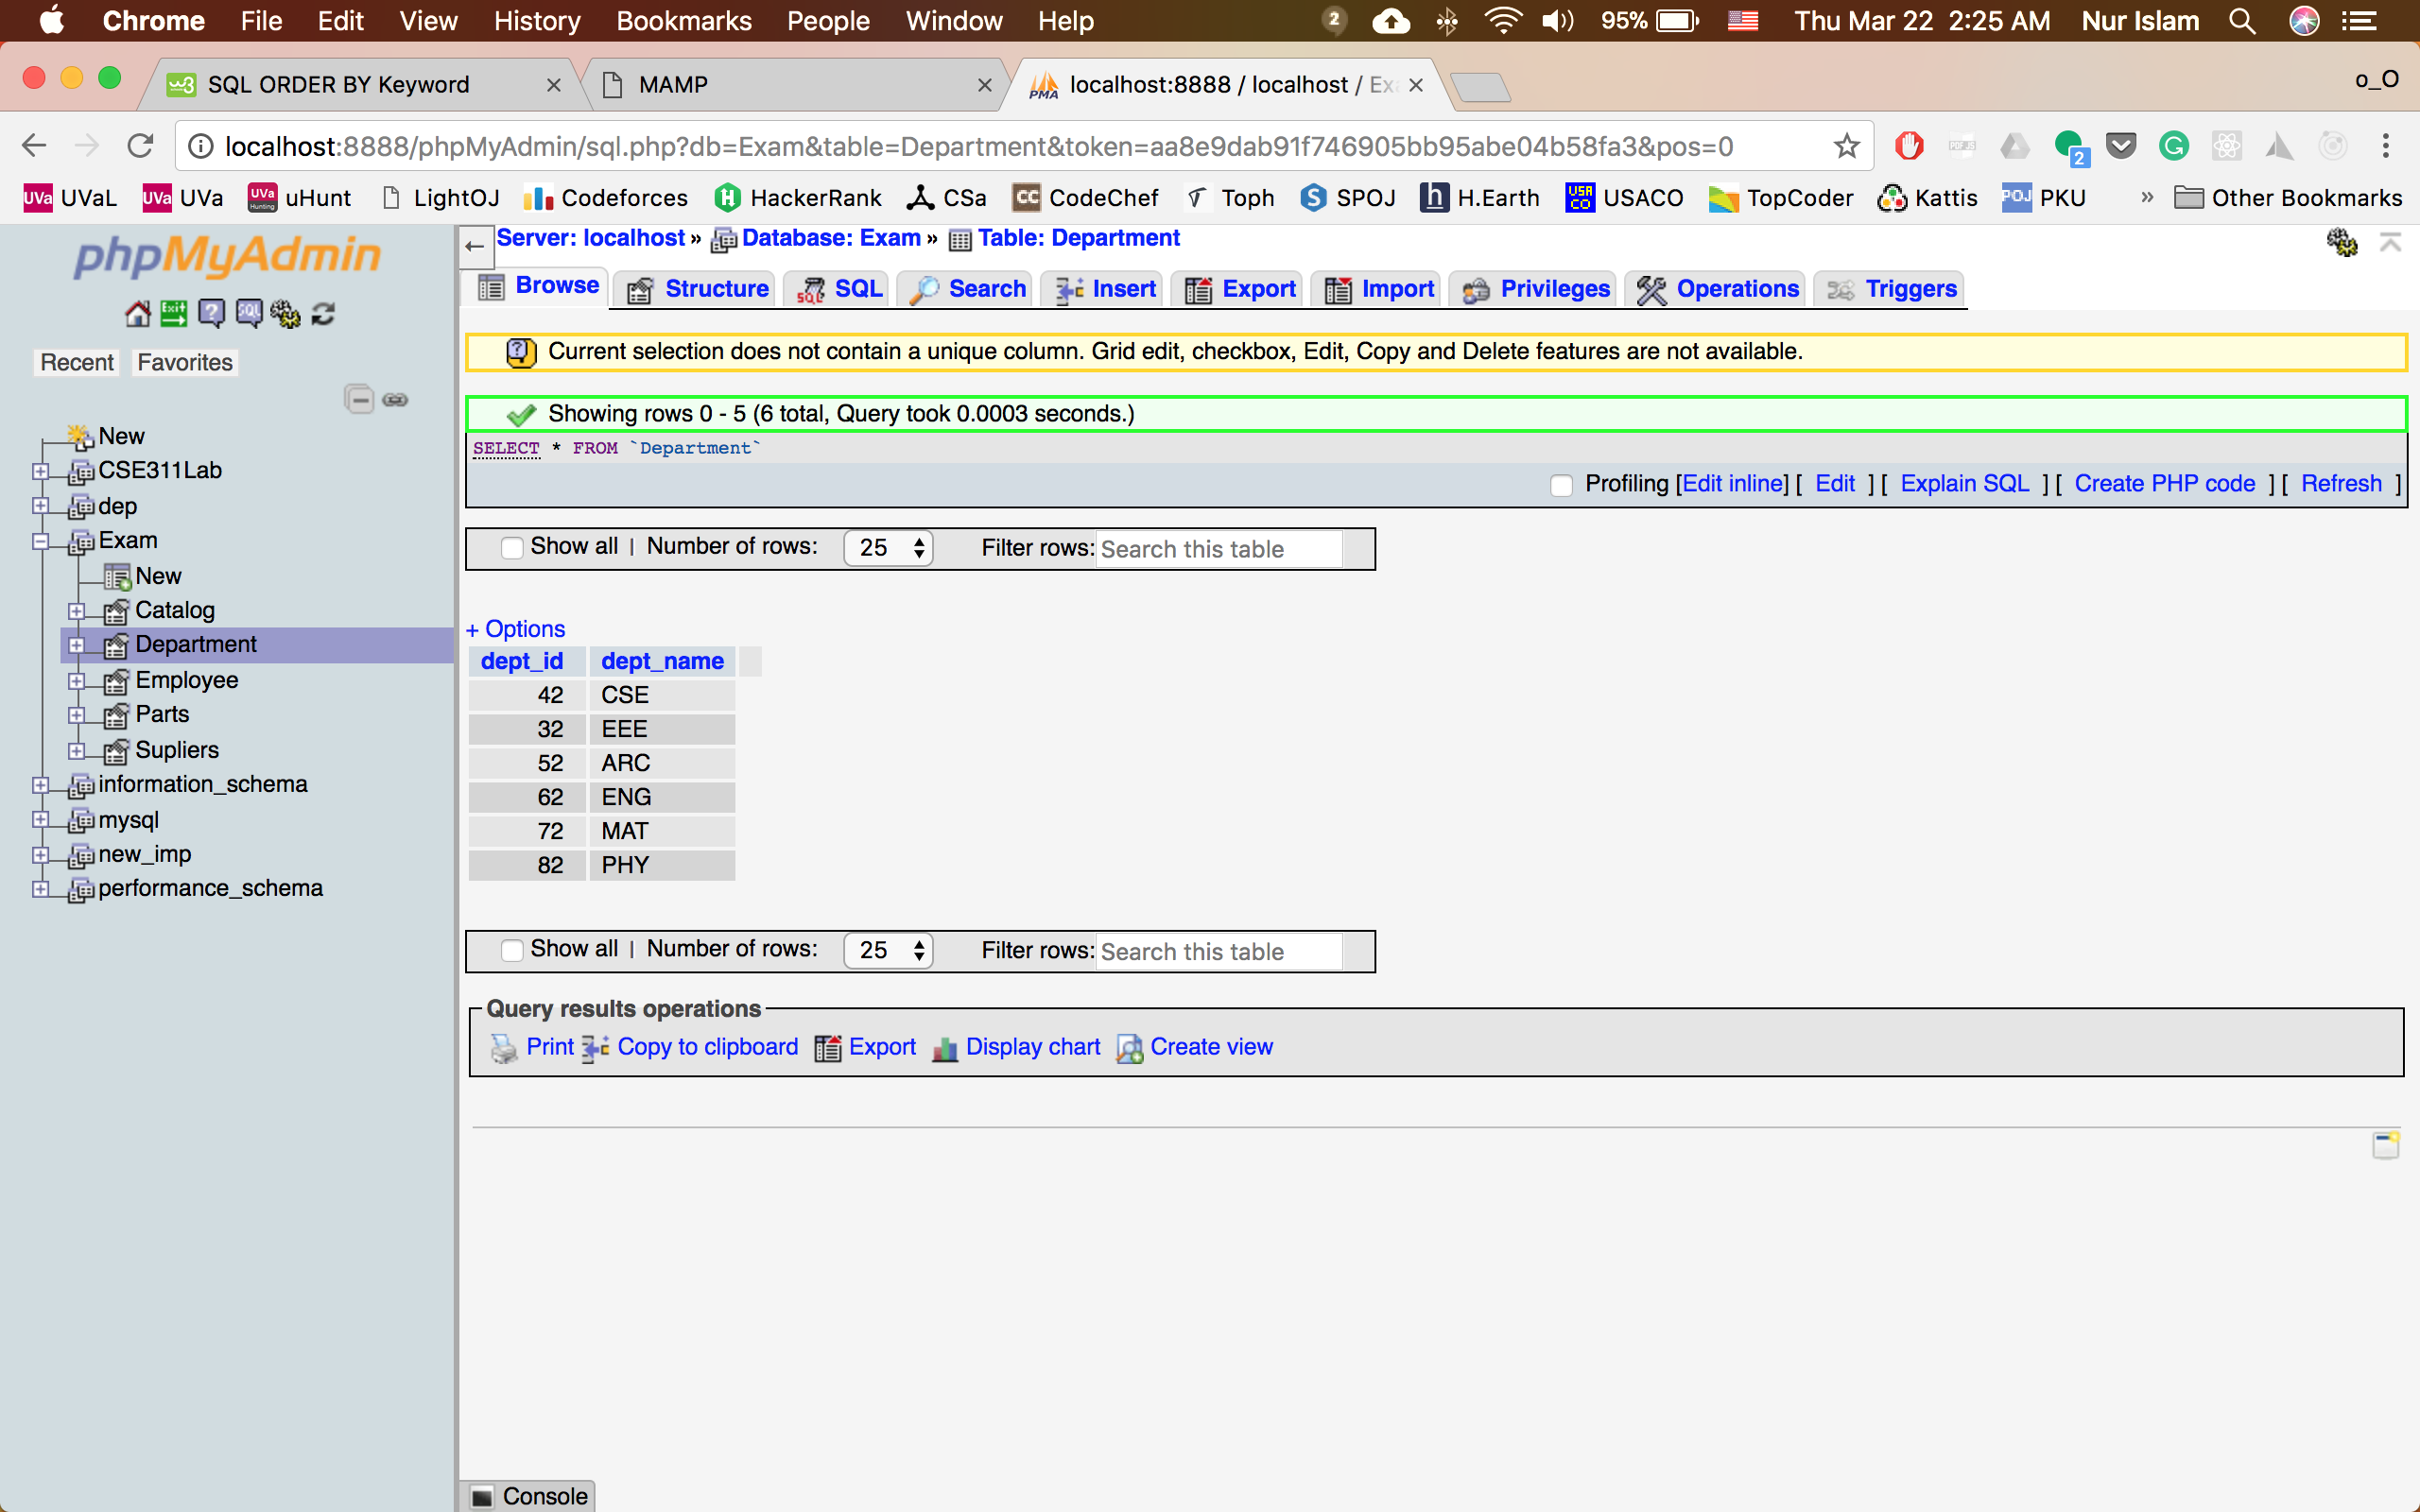 Chrome File Edit View History Bookmarks People Window Help 2 95% Thu Mar 22 2:25 AM Nur Islam
SQL ORDER BY Keyword MAMP PMA localhost:8888 / localhost / Ex o_O
localhost:8888/phpMyAdmin/sql.php?db=Exam&table=Department&token=aa8e9dab91f746905bb95abe04b58fa3&pos=0 2
UVa UVaL UVa UVa UVa uHunt LightOJ Codeforces HackerRank CSa CC CodeChef Toph SPOJ h H.Earth USACO USACO TopCoder Kattis POJ PKU » Other Bookmarks
phpMyAdmin
Recent Favorites
New
CSE311Lab
dep
Exam
New
Catalog
Department
Employee
Parts
Supliers
information_schema
mysql
new_imp
performance_schema
Server: localhost » Database: Exam » Table: Department
Browse Structure SQL Search Insert Export Import Privileges Operations Triggers
Current selection does not contain a unique column. Grid edit, checkbox, Edit, Copy and Delete features are not available.
Showing rows 0 - 5 (6 total, Query took 0.0003 seconds.)
SELECT * FROM `Department`
Profiling [Edit inline] [ Edit ] [ Explain SQL ] [ Create PHP code ] [ Refresh ]
Show all | Number of rows: 25 Filter rows: Search this table
+ Options
dept_id dept_name
42 CSE
32 EEE
52 ARC
62 ENG
72 MAT
82 PHY
Show all | Number of rows: 25 Filter rows: Search this table
Query results operations
Print Copy to clipboard Export Display chart Create view
Console